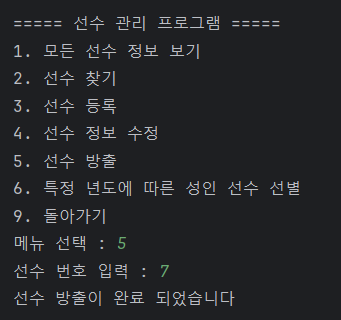 ===== 선수 관리 프로그램 =====
1. 모든 선수 정보 보기
2. 선수 찾기
3. 선수 등록
4. 선수 정보 수정
5. 선수 방출
6. 특정 년도에 따른 성인 선수 선별
9. 돌아가기
메뉴 선택 : 5
선수 번호 입력 : 7
선수 방출이 완료 되었습니다